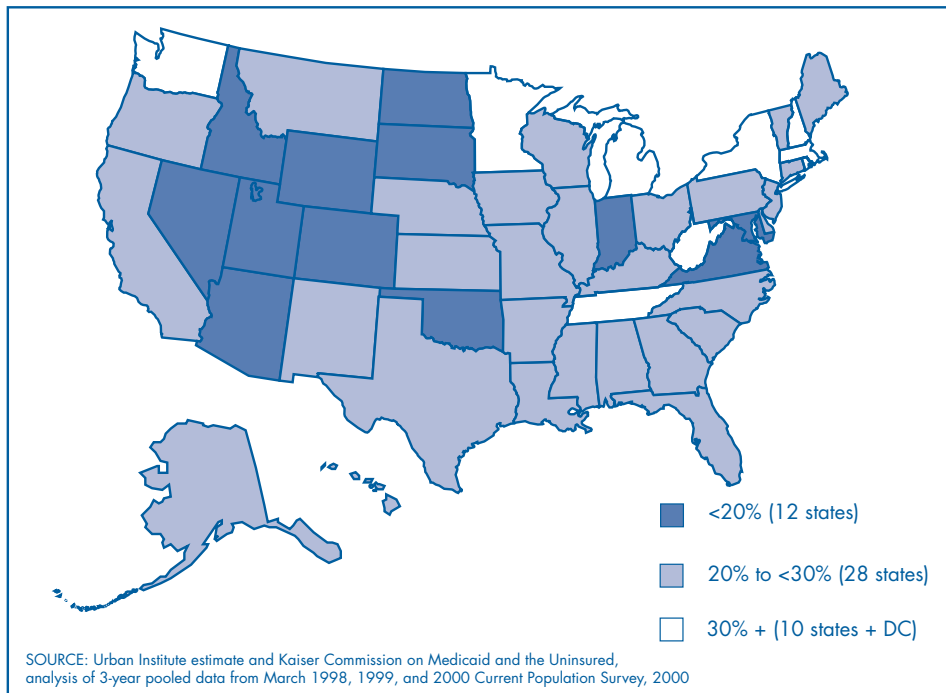 <20% (12 states)
20% to <30% (28 states)
30% + (10 states + DC)
SOURCE: Urban Institute estimate and Kaiser Commission on Medicaid and the Uninsured,
analysis of 3-year pooled data from March 1998, 1999, and 2000 Current Population Survey, 2000